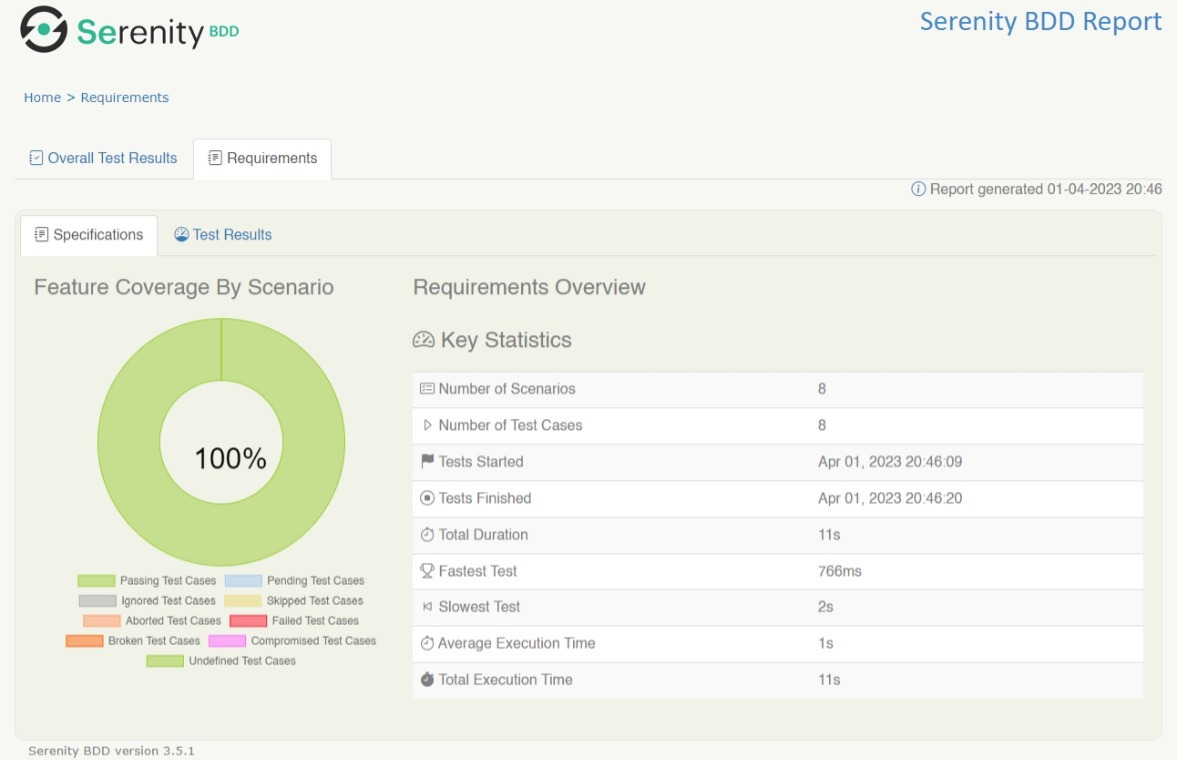 Serenity BDD
Serenity BDD Report
Home > Requirements
Overall Test Results
Requirements
Report generated 01-04-2023 20:46
Specifications
Test Results
Feature Coverage By Scenario
100%
Passing Test Cases Pending Test Cases
Ignored Test Cases Skipped Test Cases
Aborted Test Cases Failed Test Cases
Broken Test Cases Compromised Test Cases
Undefined Test Cases
Requirements Overview
Key Statistics
Number of Scenarios 8
Number of Test Cases 8
Tests Started Apr 01, 2023 20:46:09
Tests Finished Apr 01, 2023 20:46:20
Total Duration 11s
Fastest Test 766ms
Slowest Test 2s
Average Execution Time 1s
Total Execution Time 11s
Serenity BDD version 3.5.1